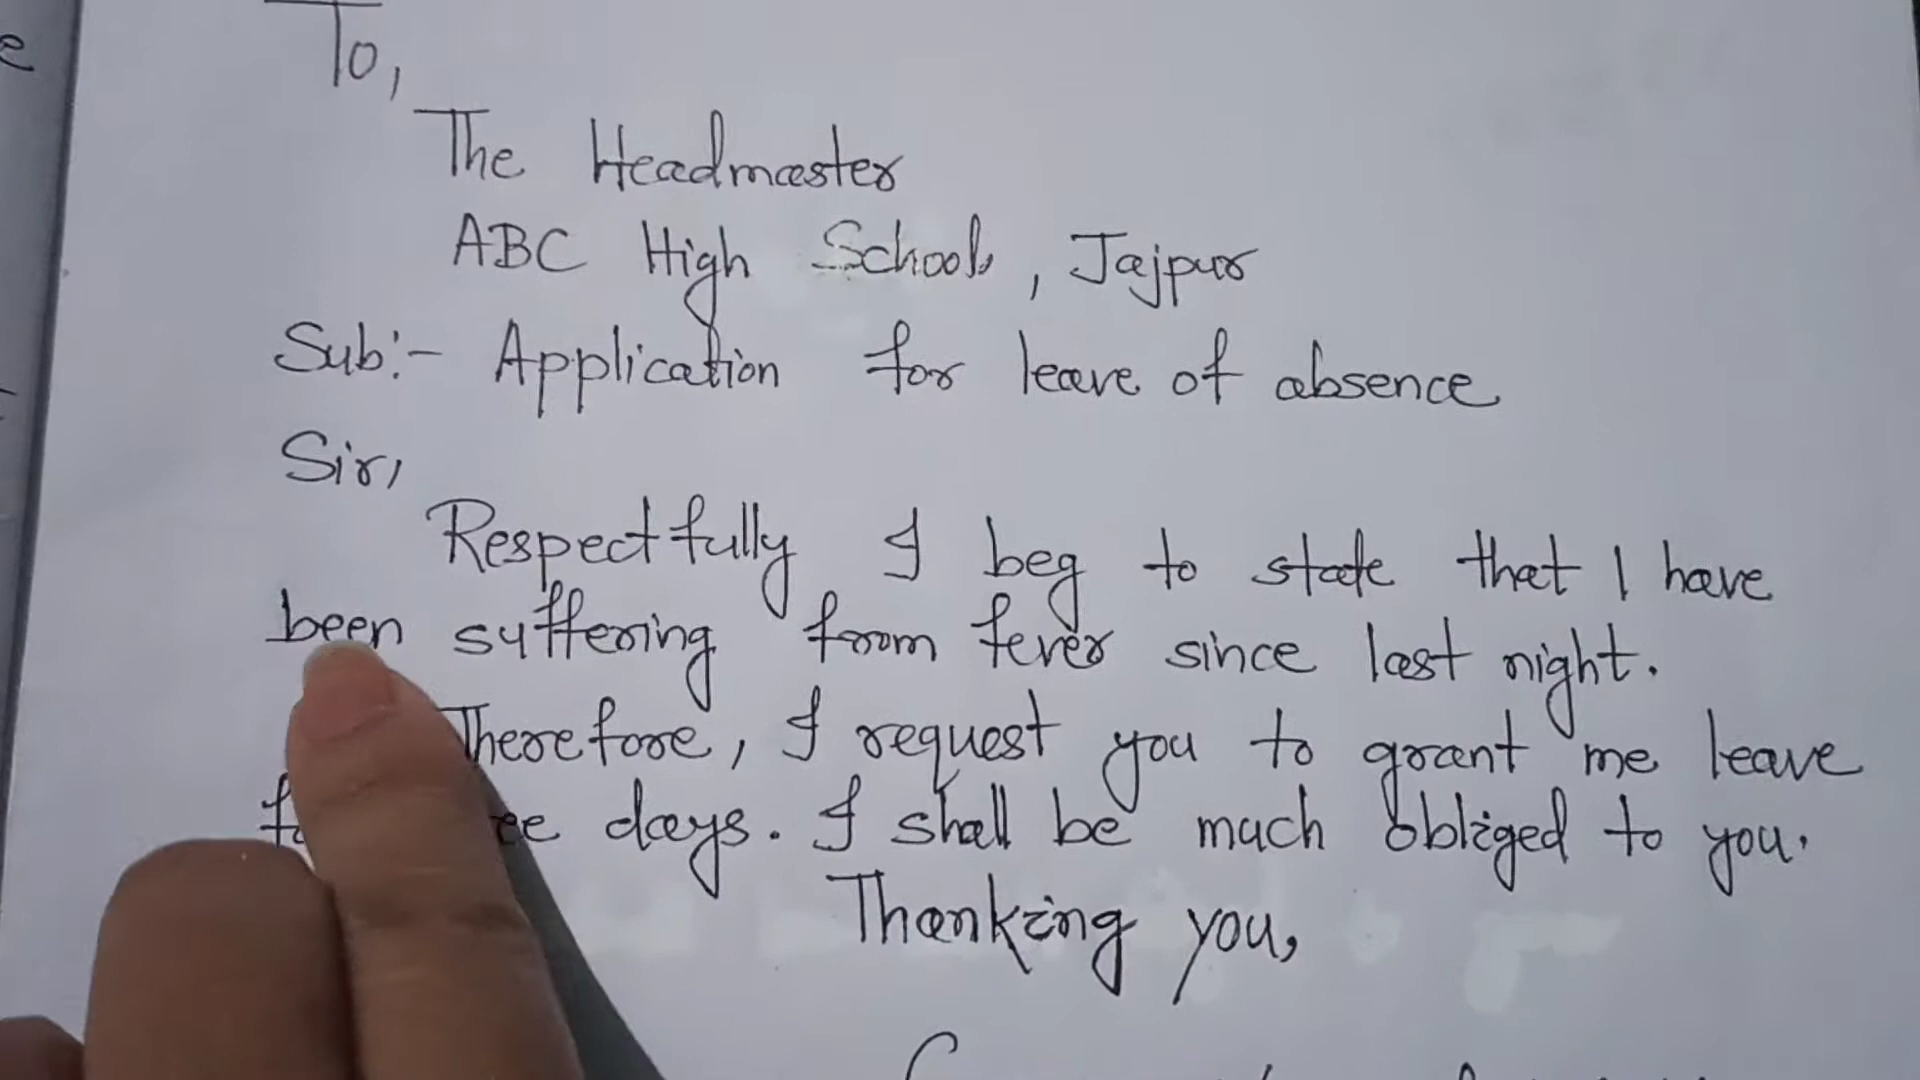 To,
The Headmaster
ABC High School, Jajpur
Sub:- Application for leave of absence
Sir,
Respectfully I beg to state that I have
been suffering from fever since last night.
Therefore, I request you to grant me leave
days. I shall be much obliged to you.
Thanking you,